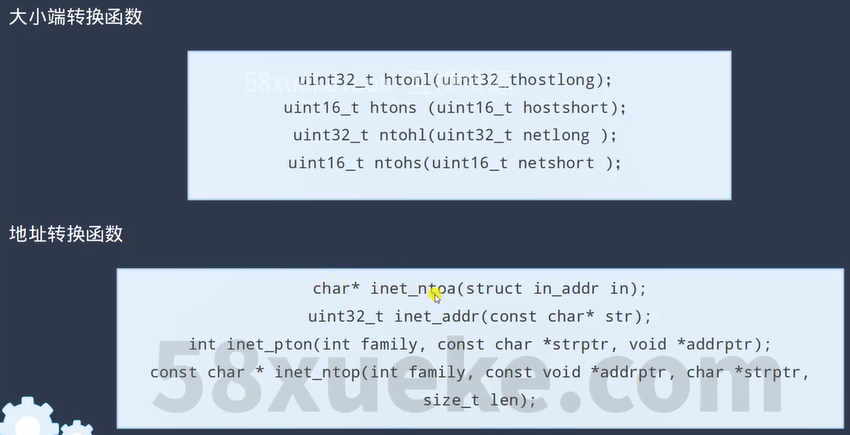 大小端转换函数
uint32_t htonl(uint32_thostlong);
uint16_t htons (uint16_t hostshort);
uint32_t ntohl(uint32_t netlong );
uint16_t ntohs(uint16_t netshort );
地址转换函数
char* inet_ntoa(struct in_addr in);
uint32_t inet_addr(const char* str);
int inet_pton(int family, const char *strptr, void *addrptr);
const char * inet_ntop(int family, const void *addrptr, char *strptr,
size_t len);
58xueke.com